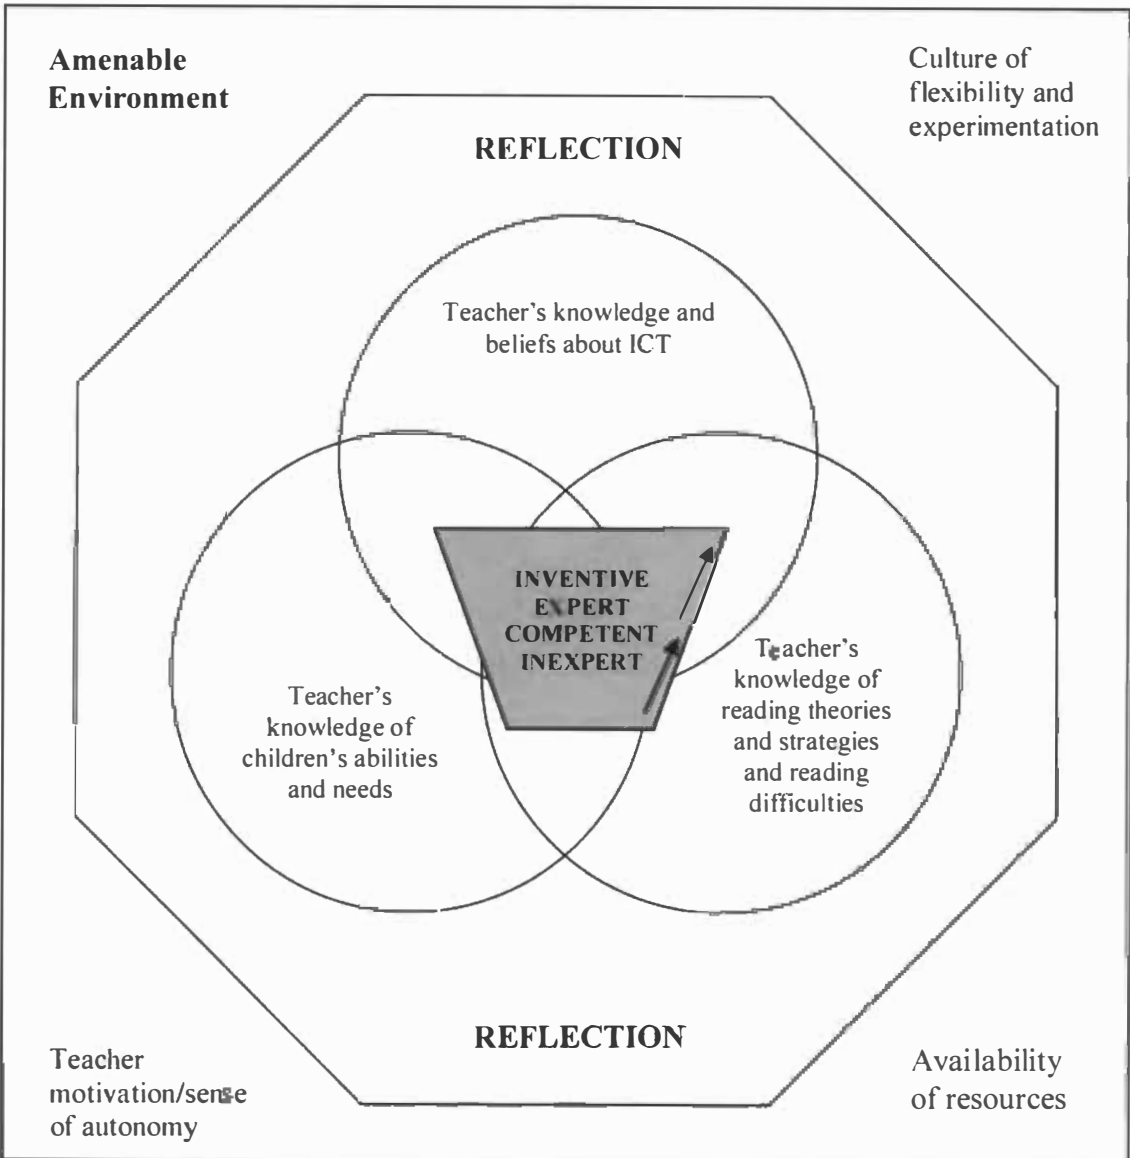 Amenable
Environment
Culture of
flexibility and
experimentation
REFLECTION
Teacher's knowledge and
beliefs about ICT
INVENTIVE
EXPERT
COMPETENT
INEXPERT
Teacher's
knowledge of
children's abilities
and needs
Teacher's
knowledge of
reading theories
and strategies
and reading
difficulties
REFLECTION
Teacher
motivation/sense
of autonomy
Availability
of resources